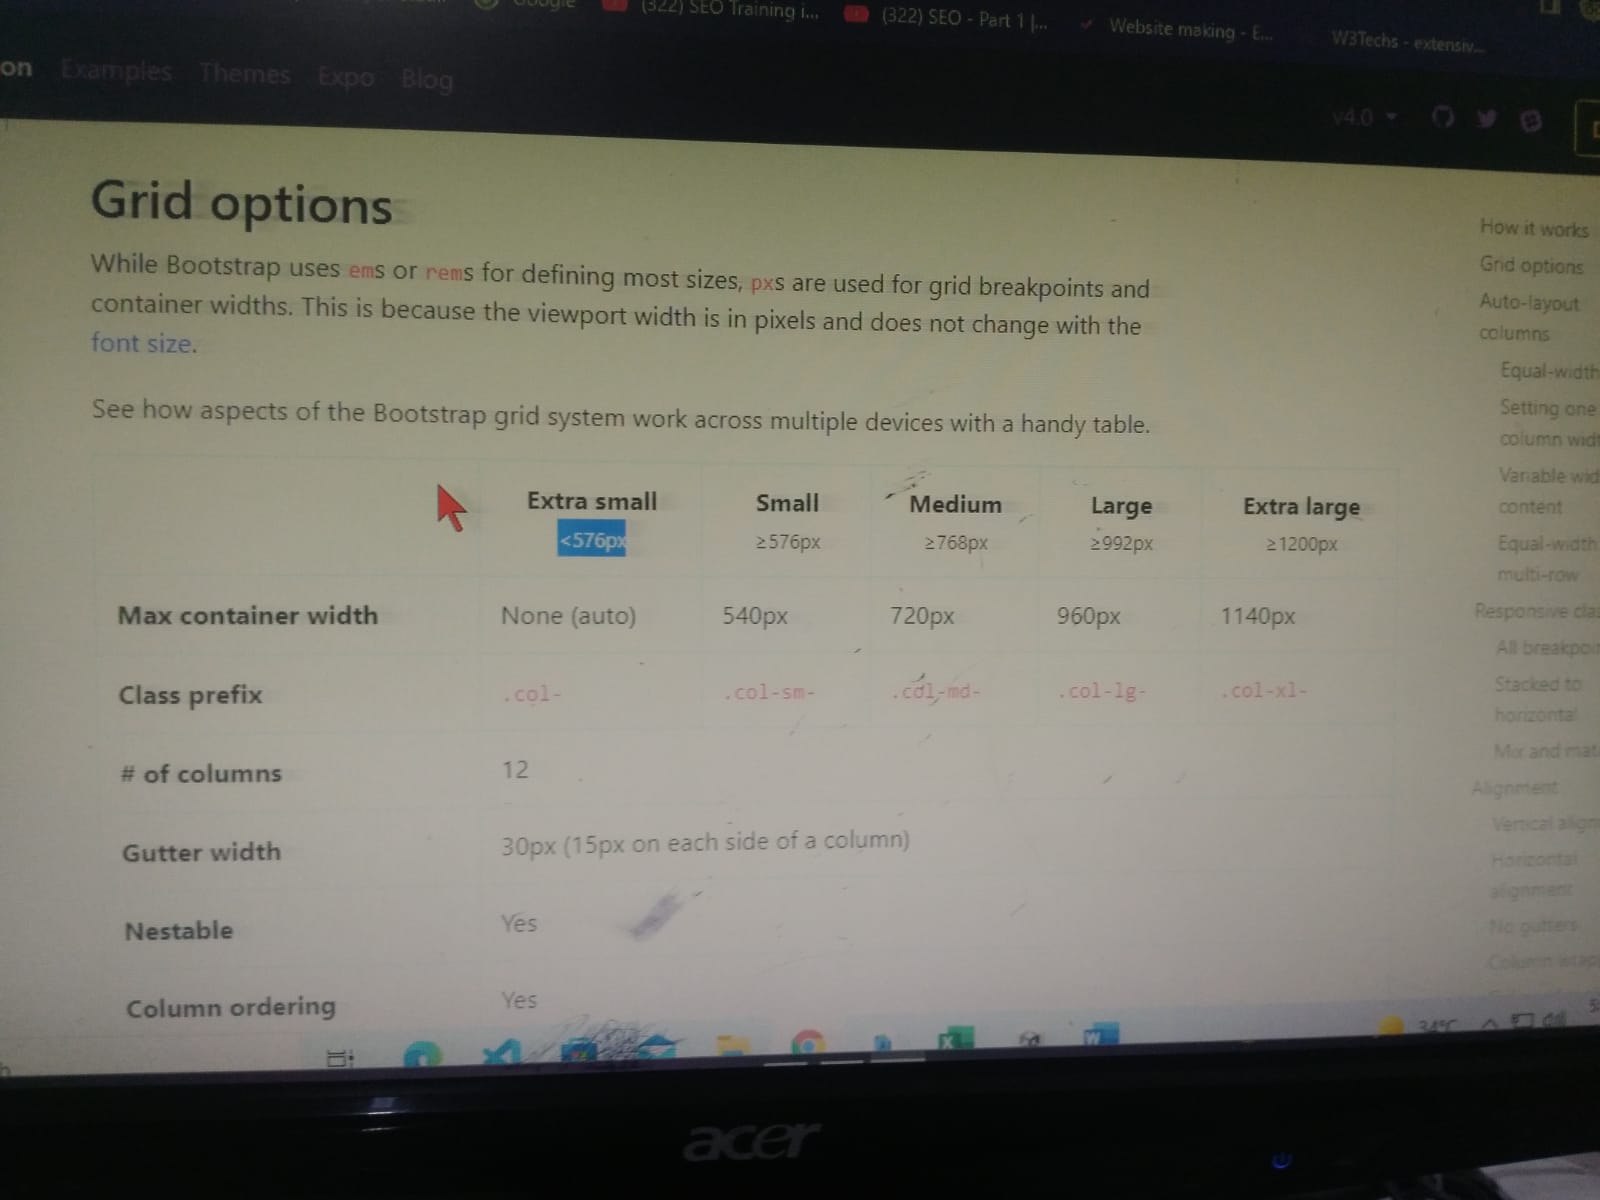 Google
(322) SEO Training i...
(322) SEO - Part 1 |...
Website making - E...
W3Techs - extensiv...
on Examples Themes Expo Blog
v4.0
Grid options
While Bootstrap uses ems or rems for defining most sizes, pxs are used for grid breakpoints and
container widths. This is because the viewport width is in pixels and does not change with the
font size.
See how aspects of the Bootstrap grid system work across multiple devices with a handy table.
Extra small Small Medium Large Extra large
<576px ≥576px ≥768px ≥992px ≥1200px
Max container width None (auto) 540px 720px 960px 1140px
Class prefix .col- .col-sm- .col-md- .col-lg- .col-xl-
# of columns 12
Gutter width 30px (15px on each side of a column)
Nestable Yes
Column ordering Yes
How it works
Grid options
Auto-layout
columns
Equal-width
Setting one
column widt
Variable wid
content
Equal-width
multi-row
Responsive cla
All breakpoi
Stacked to
horizontal
Mix and mat
Alignment
Vertical align
Horizontal
alignment
No gutters
Column wrap
34°C
acer